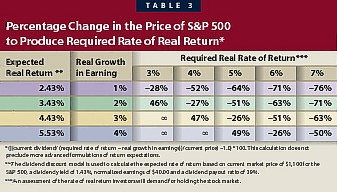 TABLE 3
Percentage Change in the Price of S&P 500
to Produce Required Rate of Real Return*
Expected Real Return ** Real Growth in Earning Required Real Rate of Return***
3% 4% 5% 6% 7%
2.43% 1% −28% −52% −64% −71% −76%
3.43% 2% 46% −27% −51% −63% −71%
4.43% 3% ∞ 46% −26% −51% −63%
5.53% 4% ∞ ∞ 49% −26% −50%
*([(current dividend/ (required rate of return – real growth in earning)]/current price) –1.0) * 100. This calculation does not
preclude more advanced formulations of return expectations.
**The dividend discount model is used to calculate the expected rate of return based on current market price of $1,100 for the
S&P 500, a dividend yield of 1.43%, normalized earnings of $40.00 and a dividend payout ratio of 39%.
***An assessment of the rate of real return investors will demand for holding the stock market.